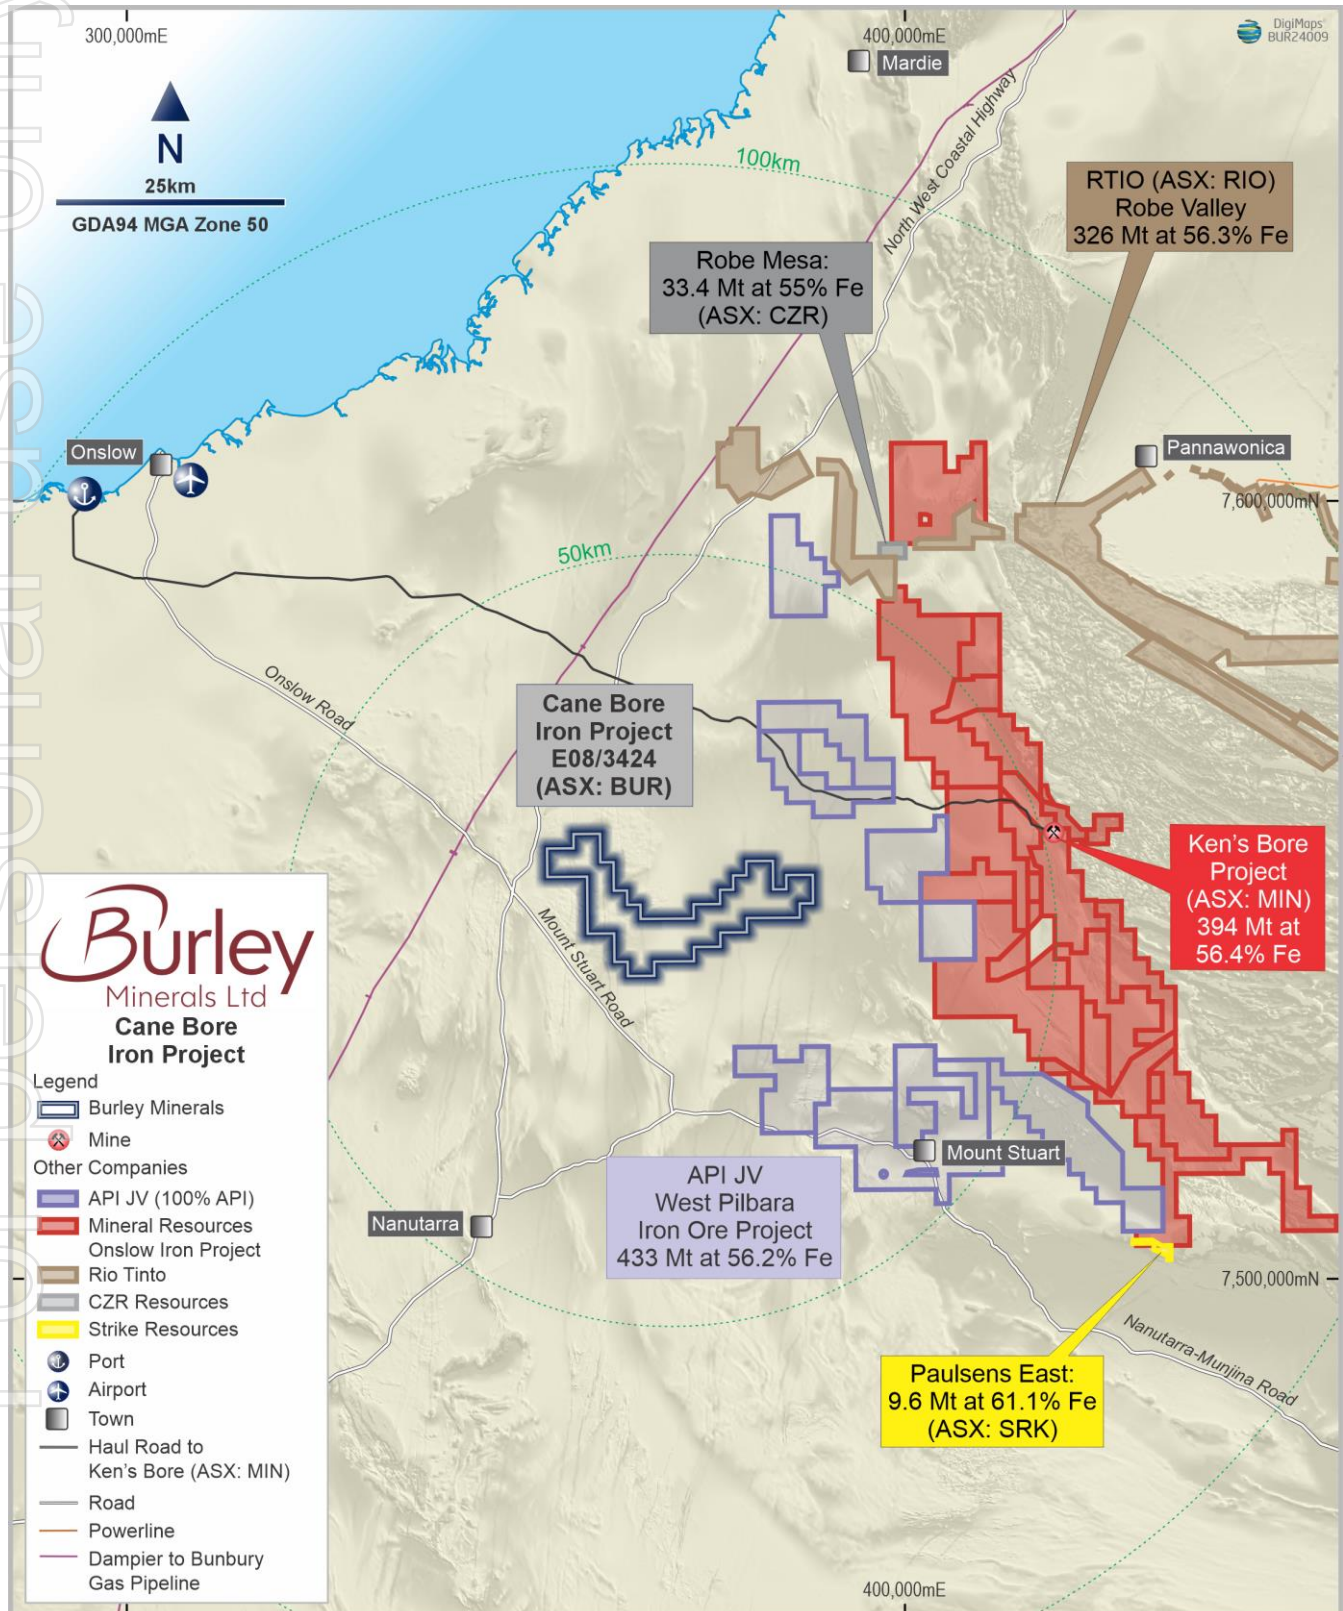 For personal use only
300,000mE
400,000mE
DigiMaps
BUR24009
Mardie
N
25km
GDA94 MGA Zone 50
100km
North West Coastal Highway
RTIO (ASX: RIO)
Robe Valley
326 Mt at 56.3% Fe
Robe Mesa:
33.4 Mt at 55% Fe
(ASX: CZR)
Onslow
Pannawonica
7,600,000mN
50km
Onslow Road
Cane Bore
Iron Project
E08/3424
(ASX: BUR)
Ken's Bore
Project
(ASX: MIN)
394 Mt at
56.4% Fe
Mount Stuart Road
Burley
Minerals Ltd
Cane Bore
Iron Project
Legend
Burley Minerals
Mine
Other Companies
API JV (100% API)
Mineral Resources
Onslow Iron Project
Rio Tinto
CZR Resources
Strike Resources
Port
Airport
Town
Haul Road to
Ken's Bore (ASX: MIN)
Road
Powerline
Dampier to Bunbury
Gas Pipeline
Mount Stuart
API JV
West Pilbara
Iron Ore Project
433 Mt at 56.2% Fe
Nanutarra
7,500,000mN
Nanutarra-Munjina Road
Paulsens East:
9.6 Mt at 61.1% Fe
(ASX: SRK)
400,000mE